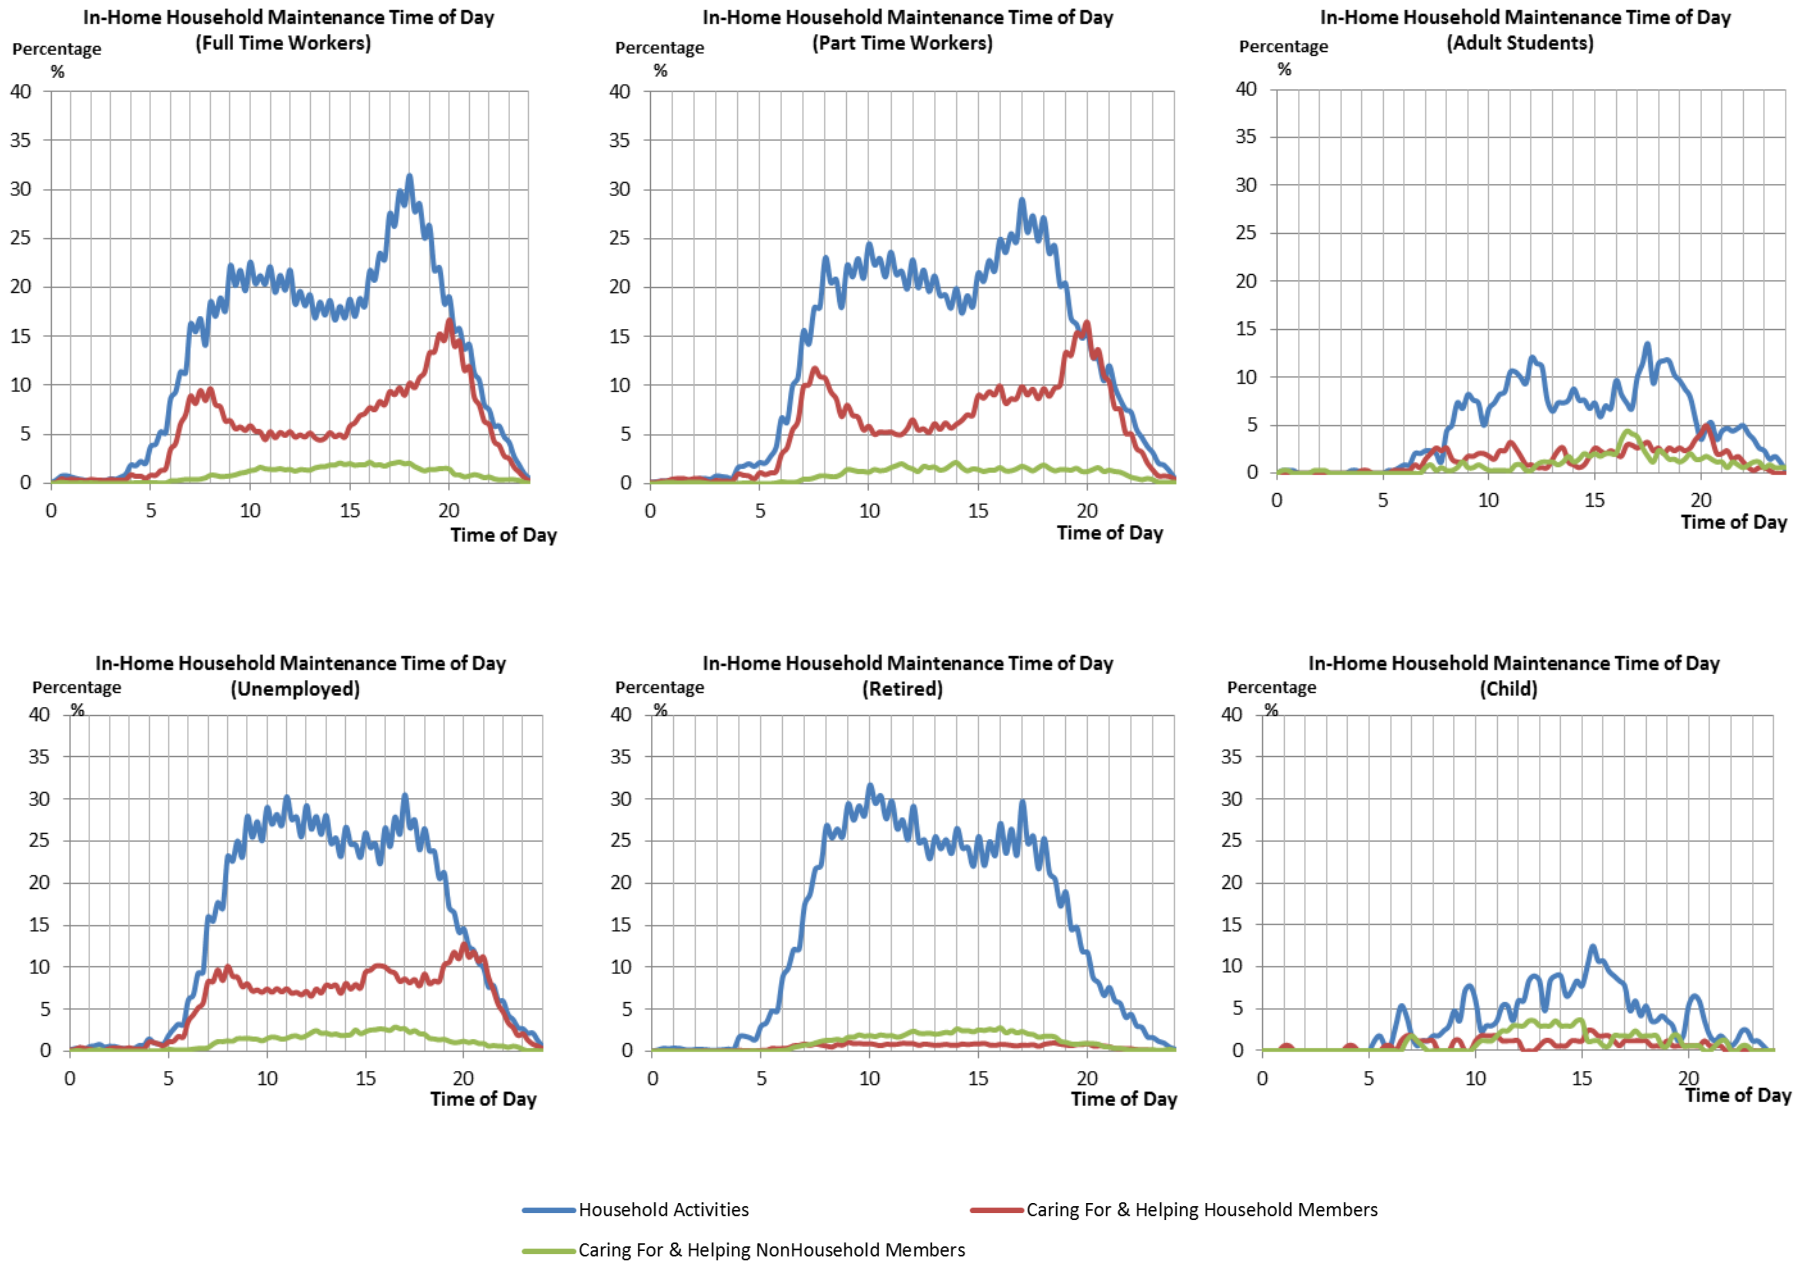 In-Home Household Maintenance Time of Day
(Full Time Workers)
Percentage
%
40
35
30
25
20
15
10
5
0
0 5 10 15 20
Time of Day
In-Home Household Maintenance Time of Day
(Part Time Workers)
Percentage
%
40
35
30
25
20
15
10
5
0
0 5 10 15 20
Time of Day
In-Home Household Maintenance Time of Day
(Adult Students)
Percentage
%
40
35
30
25
20
15
10
5
0
0 5 10 15 20
Time of Day
In-Home Household Maintenance Time of Day
(Unemployed)
Percentage
%
40
35
30
25
20
15
10
5
0
0 5 10 15 20
Time of Day
In-Home Household Maintenance Time of Day
(Retired)
Percentage
%
40
35
30
25
20
15
10
5
0
0 5 10 15 20
Time of Day
In-Home Household Maintenance Time of Day
(Child)
Percentage
%
40
35
30
25
20
15
10
5
0
0 5 10 15 20
Time of Day
Household Activities
Caring For & Helping Household Members
Caring For & Helping NonHousehold Members